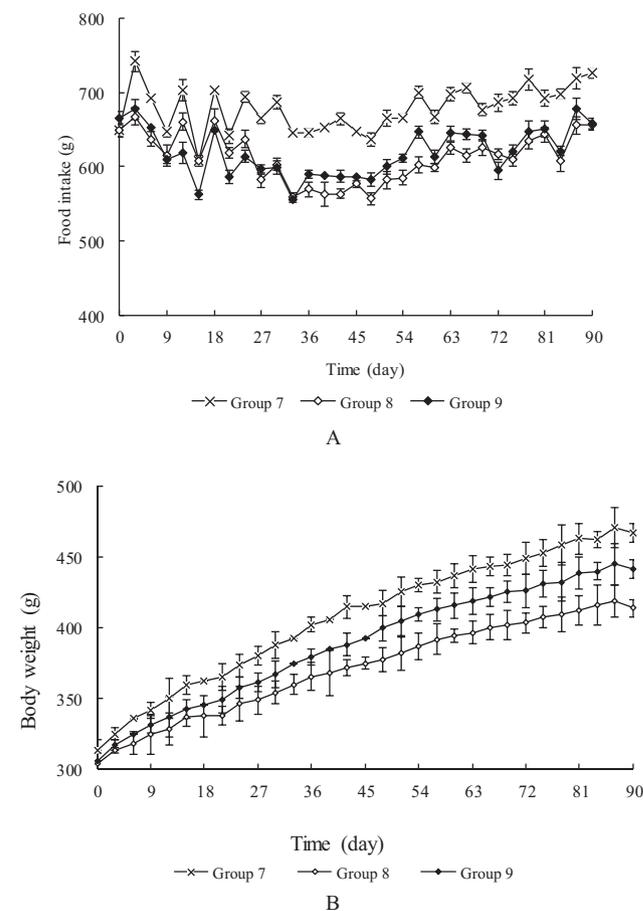 800
700
600
500
400
Food intake (g)
0 9 18 27 36 45 54 63 72 81 90
Time (day)
Group 7 Group 8 Group 9
A
500
450
400
350
300
Body weight (g)
0 9 18 27 36 45 54 63 72 81 90
Time (day)
Group 7 Group 8 Group 9
B